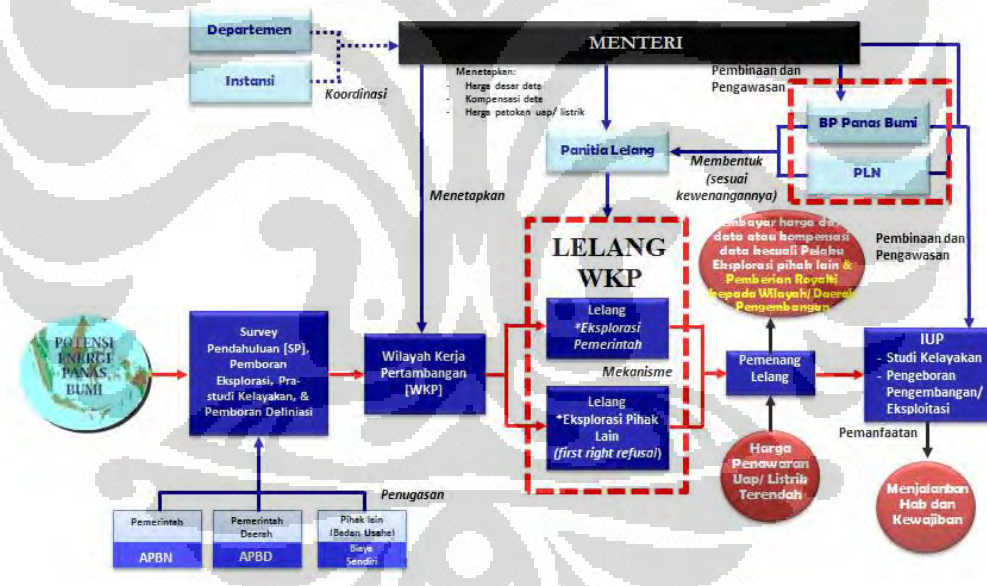 Departemen
MENTERI
Instansi
Koordinasi
Menetapkan:
- Harga dasar data
- Kompensasi data
- Harga patokan uap/ listrik
Pembinaan dan
Pengawasan
BP Panas Bumi
PLN
Panitia Lelang
Membentuk
(sesuai
kewenangannya)
Menetapkan
LELANG
WKP
data atau kompensasi
data kecuali Pelaku
Eksplorasi pihak lain &
Pemberian Royalti
kepada Wilayah/ Daerah
Pengembangan
Pembinaan dan
Pengawasan
POTENSI
ENERGI
PANAS
BUMI
Survey
Pendahuluan [SP],
Pemboran
Eksplorasi, Pra-
studi Kelayakan, &
Pemboran Deliniasi
Wilayah Kerja
Pertambangan
[WKP]
Lelang
*Eksplorasi
Pemerintah
Mekanisme
Lelang
*Eksplorasi Pihak
Lain
(first right refusal)
Pemenang
Lelang
IUP
- Studi Kelayakan
- Pengeboran
Pengembangan/
Eksploitasi
Pemanfaatan
Harga
Penawaran
Uap/ Listrik
Terendah
Menjalankan
Hak dan
Kewajiban
Penugasan
Pemerintah
APBN
Pemerintah
Daerah
APBD
Pihak lain
(Badan Usaha)
Biaya
Sendiri